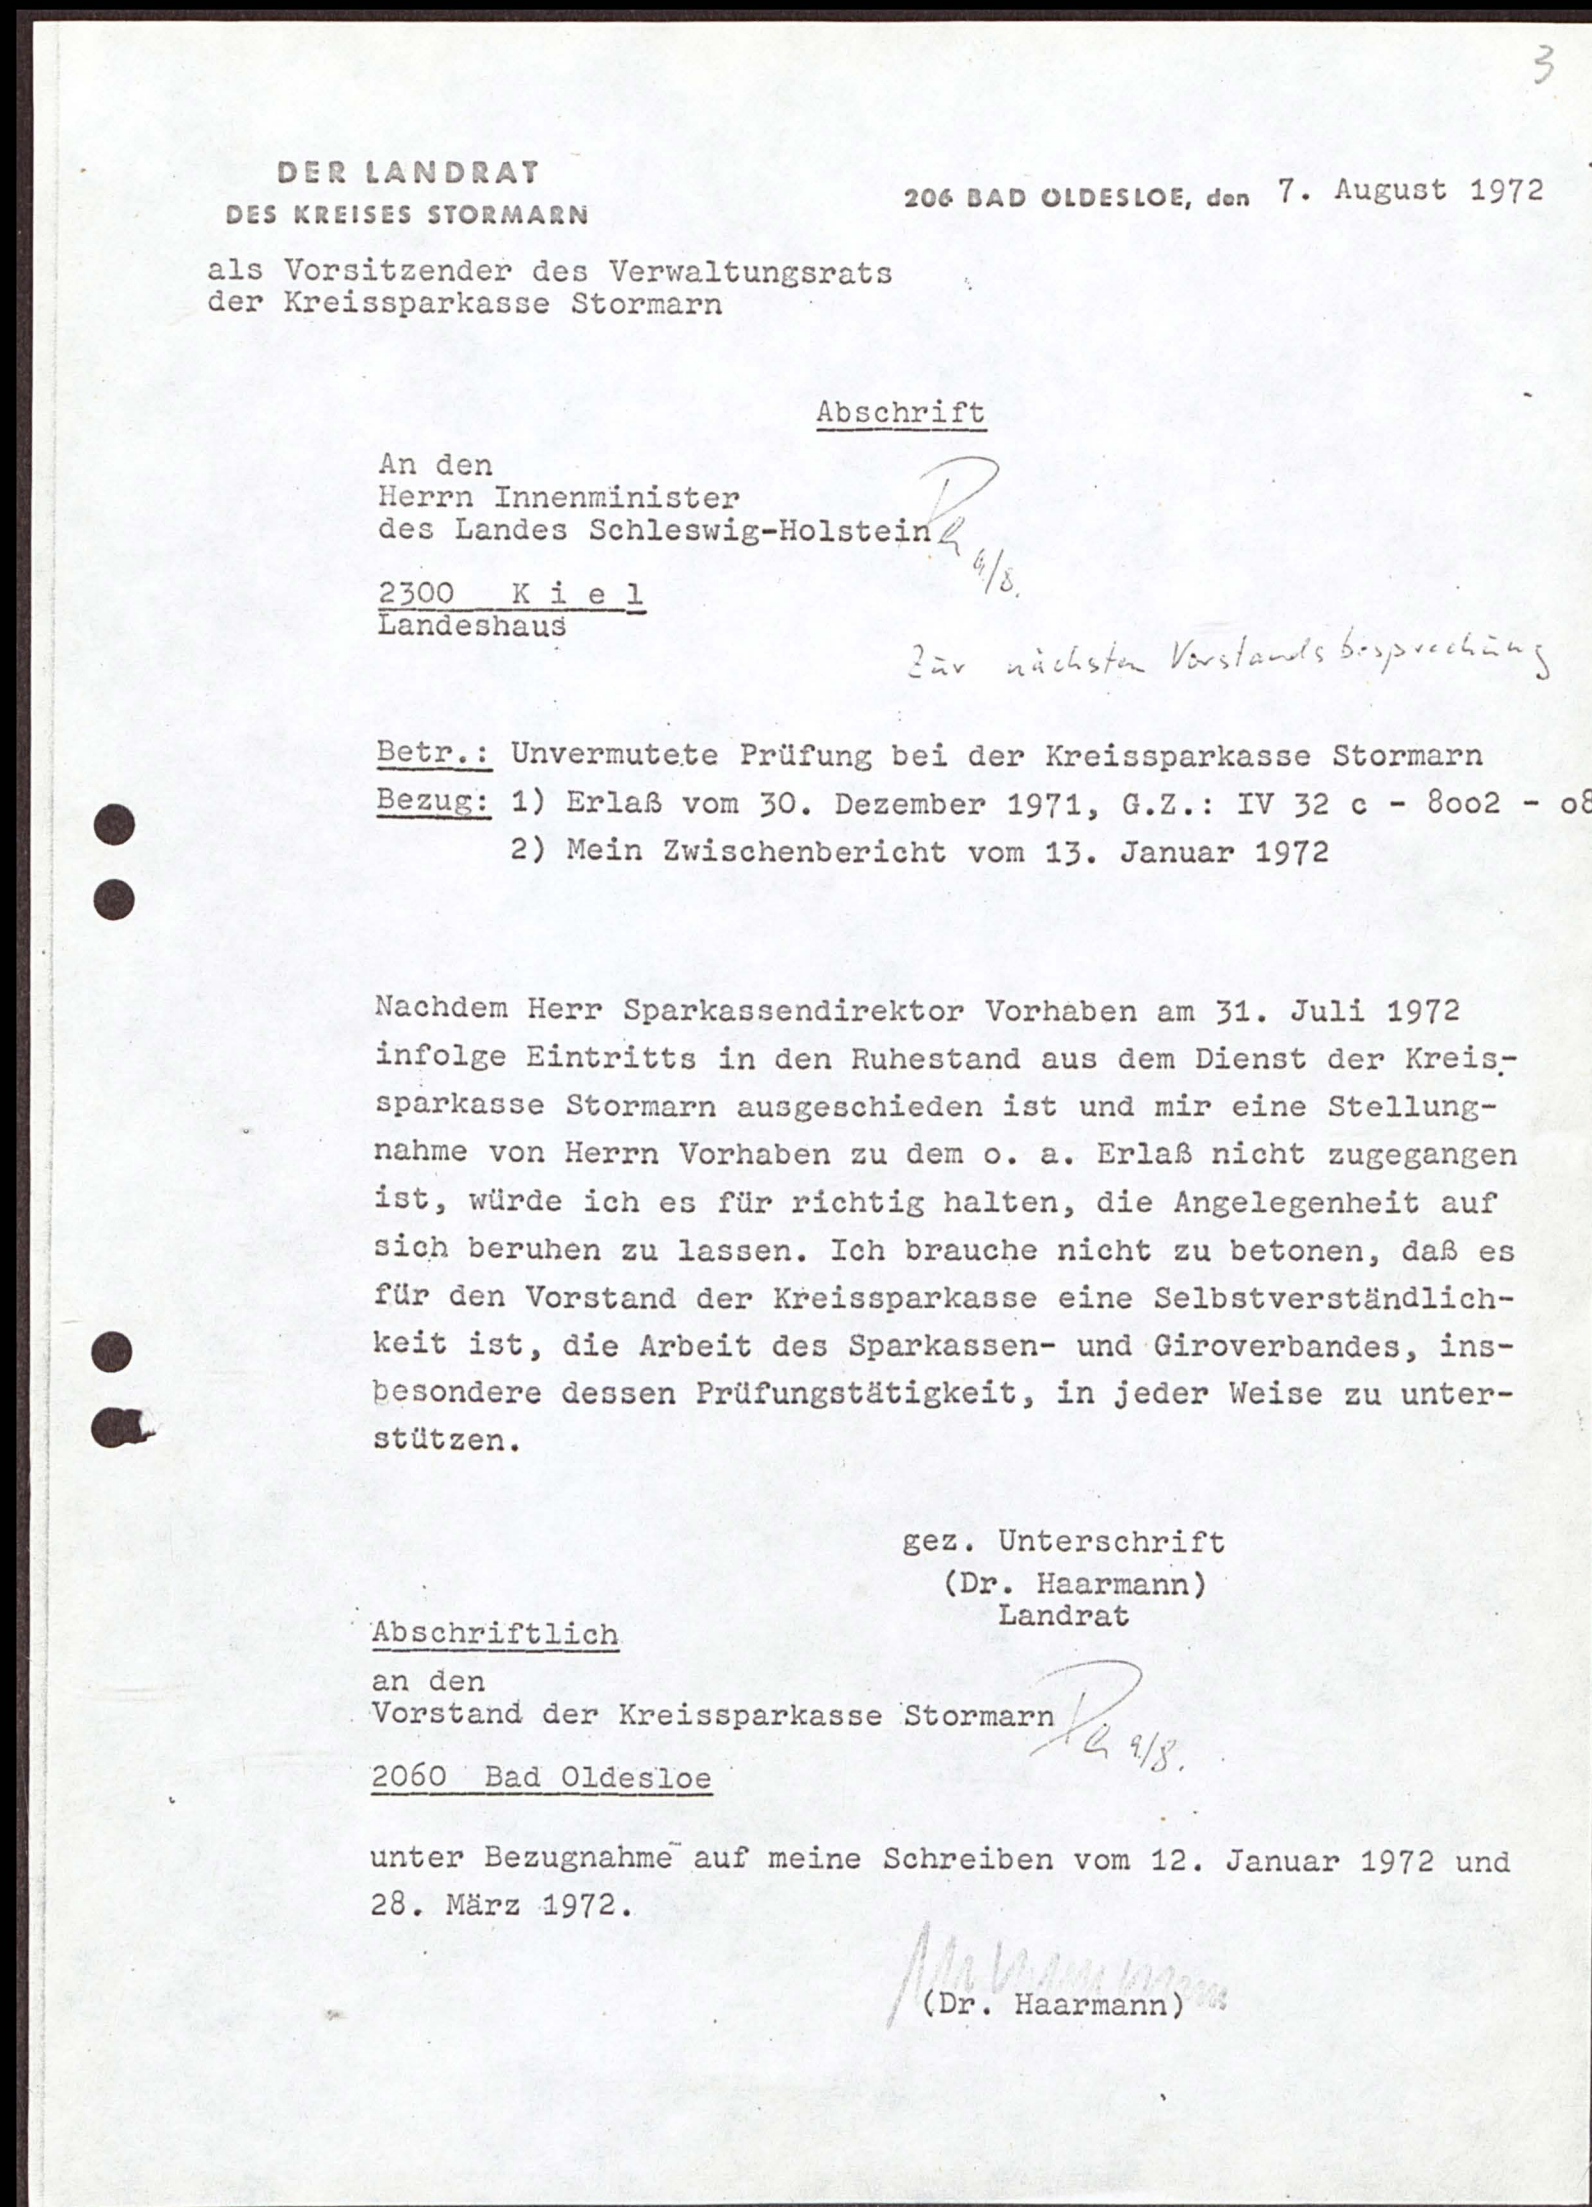 3
DER LANDRAT
DES KREISES STORMARN
206 BAD OLDESLOE, den 7. August 1972
als Vorsitzender des Verwaltungsrats
der Kreissparkasse Stormarn
Abschrift
An den
Herrn Innenminister
des Landes Schleswig-Holstein
2300 K i e l
Landeshaus
Zur nächsten Vorstandsbesprechung
Betr.: Unvermutete Prüfung bei der Kreissparkasse Stormarn
Bezug: 1) Erlaß vom 30. Dezember 1971, G.Z.: IV 32 c - 8oo2 - o8
2) Mein Zwischenbericht vom 13. Januar 1972
Nachdem Herr Sparkassendirektor Vorhaben am 31. Juli 1972
infolge Eintritts in den Ruhestand aus dem Dienst der Kreis-
sparkasse Stormarn ausgeschieden ist und mir eine Stellung-
nahme von Herrn Vorhaben zu dem o. a. Erlaß nicht zugegangen
ist, würde ich es für richtig halten, die Angelegenheit auf
sich beruhen zu lassen. Ich brauche nicht zu betonen, daß es
für den Vorstand der Kreissparkasse eine Selbstverständlich-
keit ist, die Arbeit des Sparkassen- und Giroverbandes, ins-
besondere dessen Prüfungstätigkeit, in jeder Weise zu unter-
stützen.
gez. Unterschrift
(Dr. Haarmann)
Landrat
Abschriftlich
an den
Vorstand der Kreissparkasse Stormarn
9/8.
2060 Bad Oldesloe
unter Bezugnahme auf meine Schreiben vom 12. Januar 1972 und
28. März 1972.
(Dr. Haarmann)